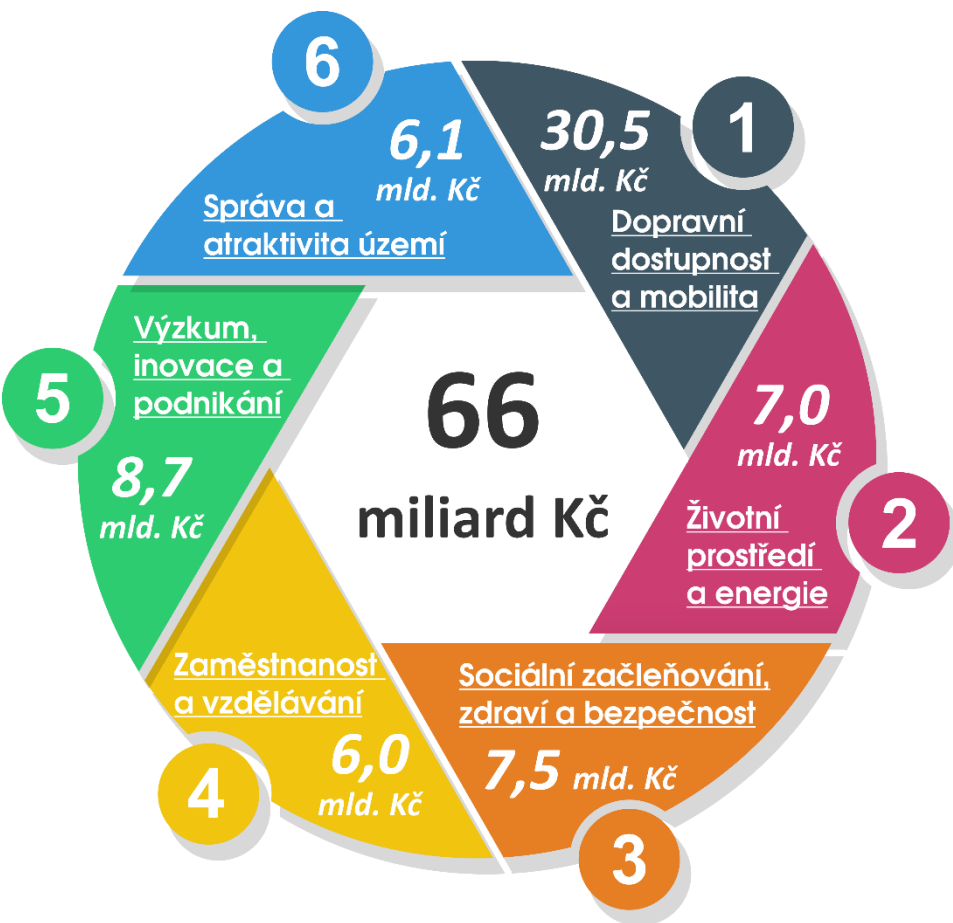 1
30,5
mld. Kč
Dopravní
dostupnost
a mobilita
2
7,0
mld. Kč
Životní
prostředí
a energie
3
Sociální začleňování,
zdraví a bezpečnost
7,5 mld. Kč
4
Zaměstnanost
a vzdělávání
6,0
mld. Kč
5
Výzkum,
inovace a
podnikání
8,7
mld. Kč
6
6,1
mld. Kč
Správa a
atraktivita území
66
miliard Kč